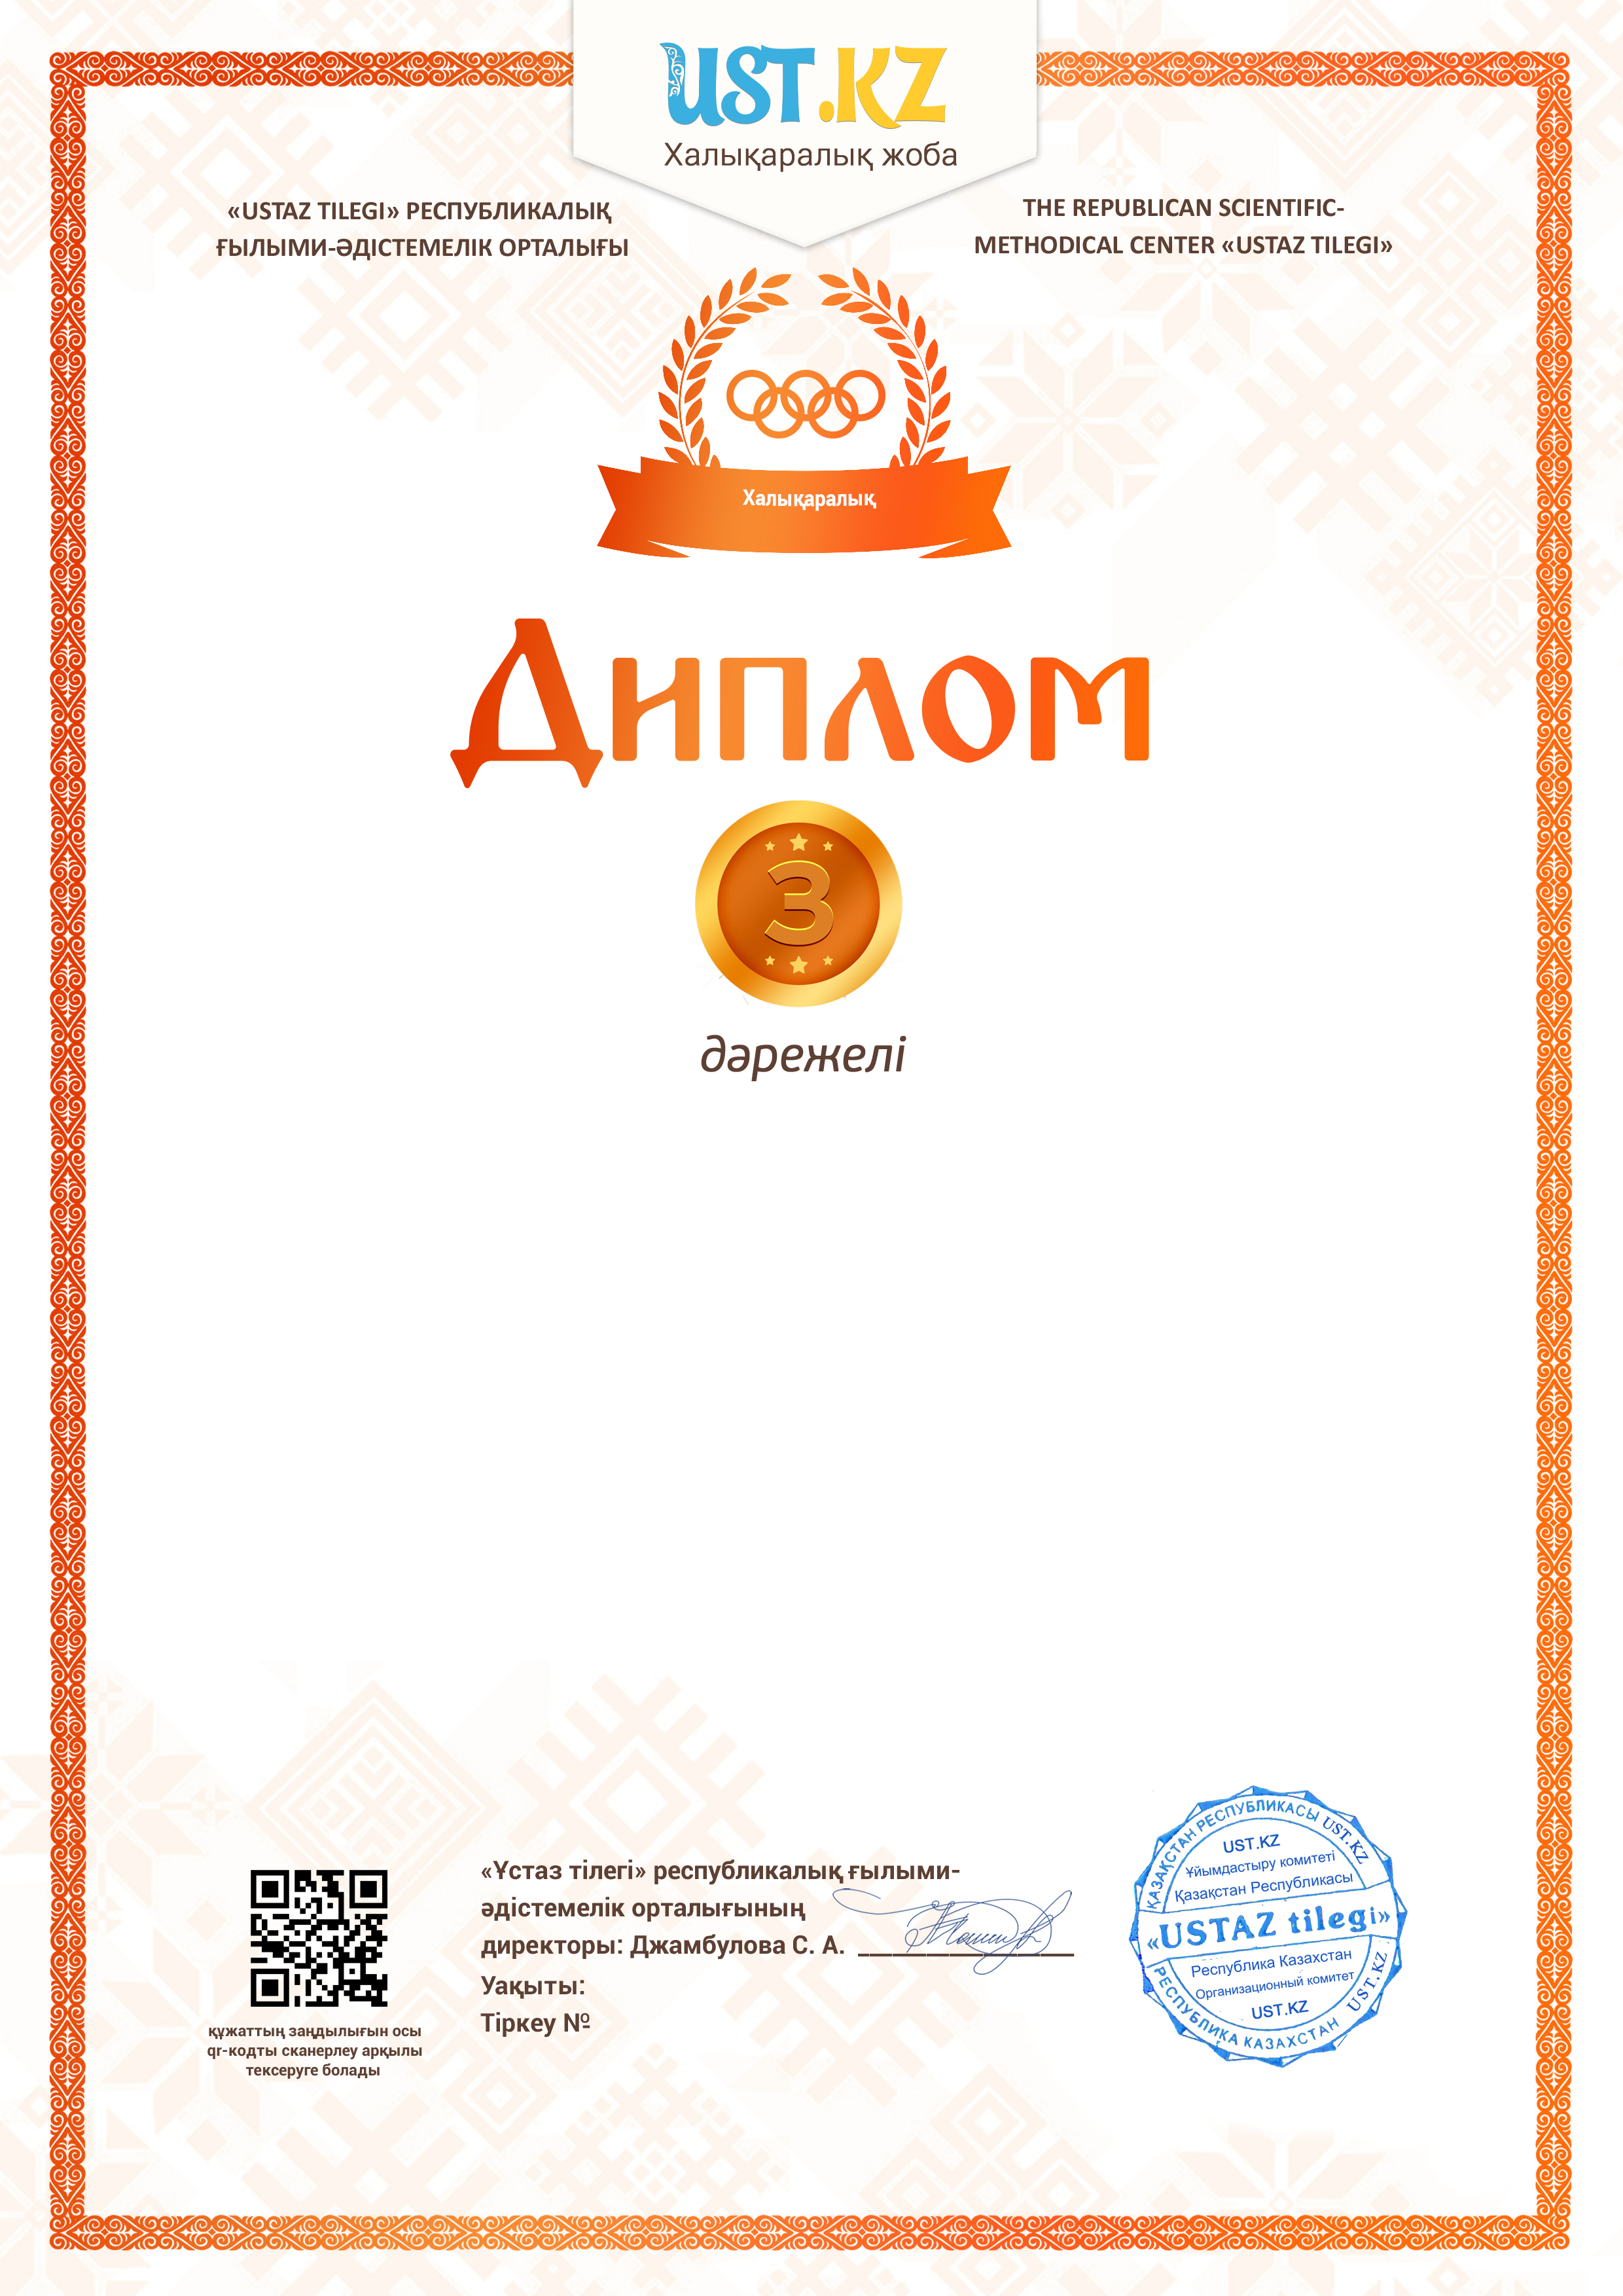 UST.KZ
Халықаралық жоба
«USTAZ TILEGI» РЕСПУБЛИКАЛЫҚ
ҒЫЛЫМИ-ӘДІСТЕМЕЛІК ОРТАЛЫҒЫ
THE REPUBLICAN SCIENTIFIC-
METHODICAL CENTER «USTAZ TILEGI»
Халықаралық
Диплом
3
дәрежелі
«Ұстаз тілегі» республикалық ғылыми-
әдістемелік орталығының
директоры: Джамбулова С. А.
Уақыты:
Тіркеу №
құжаттың заңдылығын осы
qr-кодты сканерлеу арқылы
тексеруге болады
ҚАЗАҚСТАН РЕСПУБЛИКАСЫ UST.KZ
UST.KZ
Ұйымдастыру комитеті
Қазақстан Республикасы
«USTAZ tilegi»
Республика Казахстан
Организационный комитет
UST.KZ
РЕСПУБЛИКА КАЗАХСТАН UST.KZ